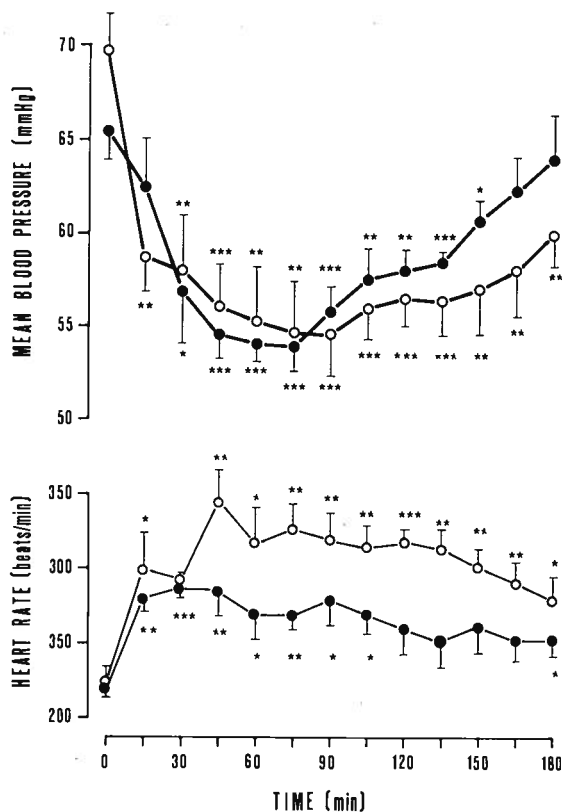 70
65
60
55
50
MEAN BLOOD PRESSURE (mmHg)
** *** ** ** *** ** ** *** *
** * *** *** *** *** *** *** ** ** **
350
300
350
200
HEART RATE (beats/min)
* ** * ** ** ** *** ** ** ** *
** *** ** * ** * * *
0 30 60 90 120 150 180
TIME (min)